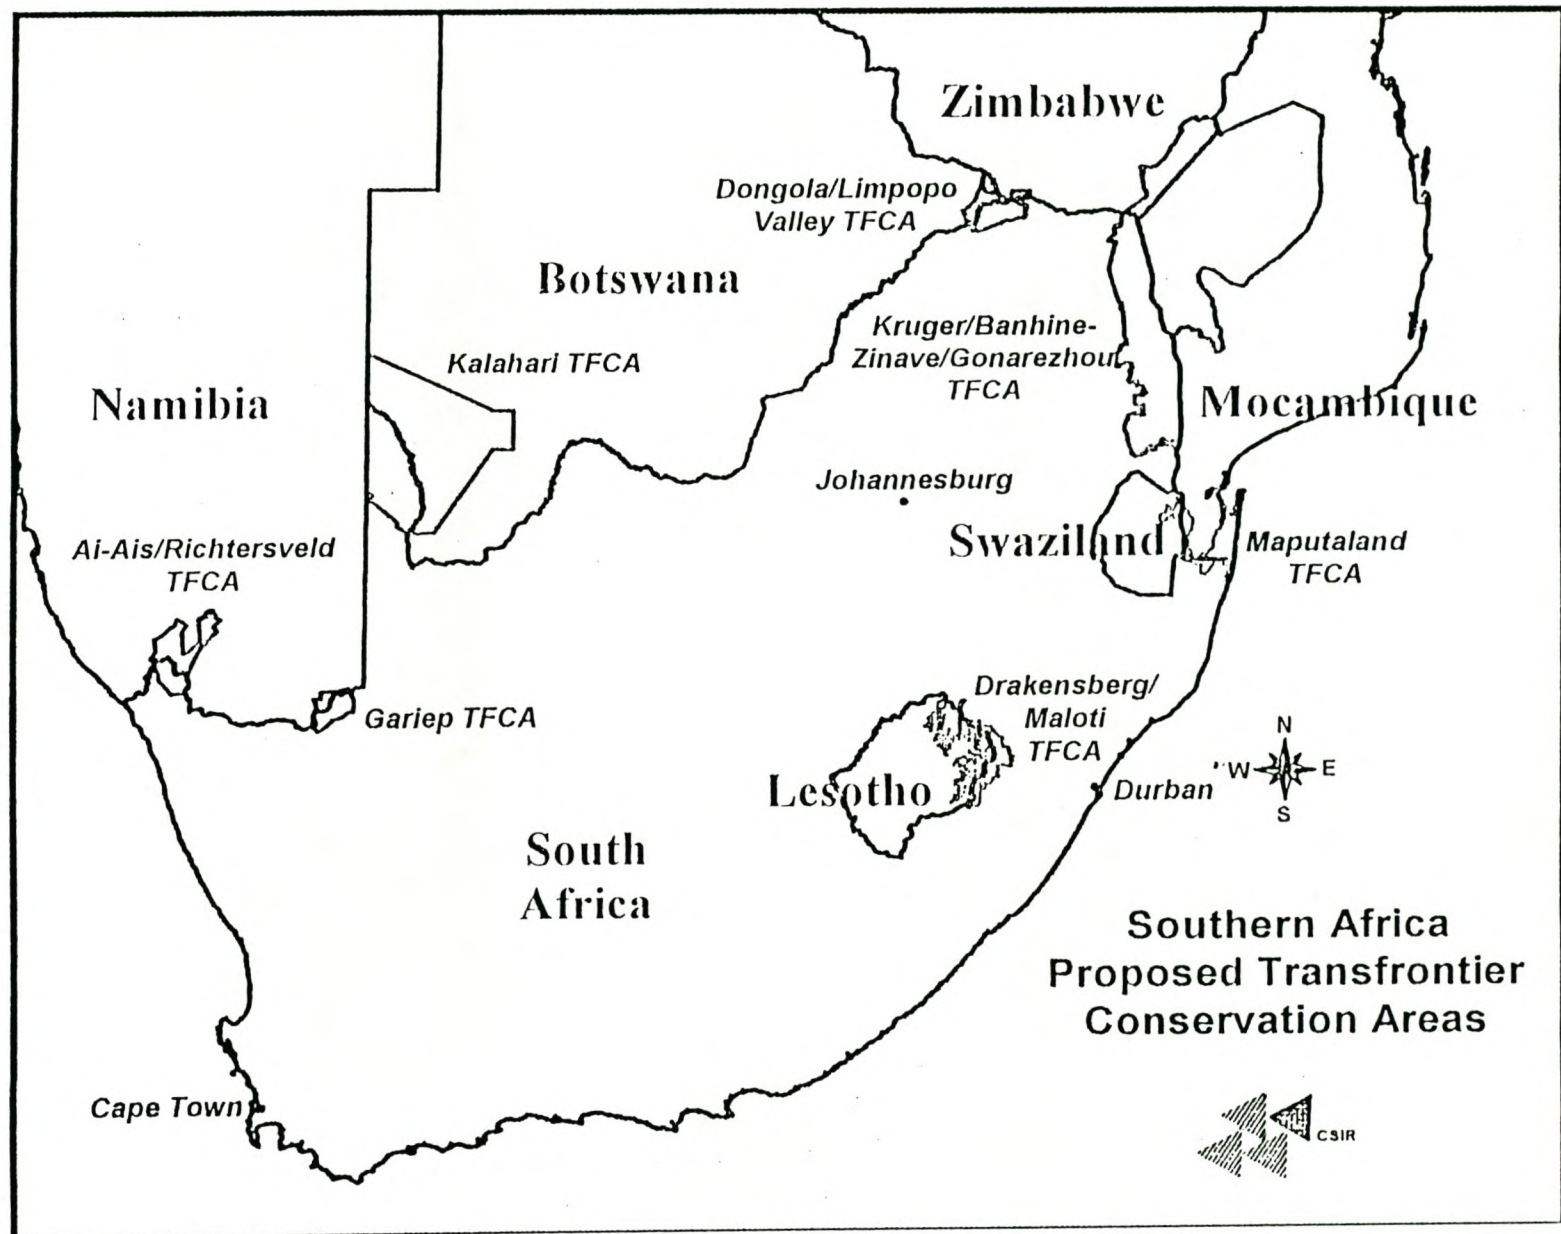 Zimbabwe
Dongola/Limpopo
Valley TFCA
Botswana
Kruger/Banhine-
Zinave/Gonarezhou
TFCA
Kalahari TFCA
Namibia
Mocambique
Johannesburg
Swaziland
Maputaland
TFCA
Ai-Ais/Richtersveld
TFCA
Gariep TFCA
Drakensberg/
Maloti
TFCA
Lesotho
Durban
N
W
E
S
South
Africa
Southern Africa
Proposed Transfrontier
Conservation Areas
Cape Town
CSIR